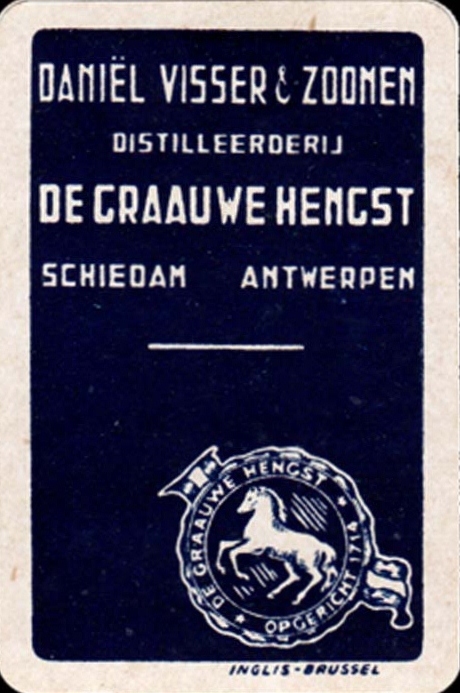 DANIËL VISSER & ZOONEN
DISTILLEERDERIJ
DE GRAAUWE HENGST
SCHIEDAM ANTWERPEN
DE GRAAUWE HENGST
OPGERICHT 1714
INGLIS-BRUSSEL